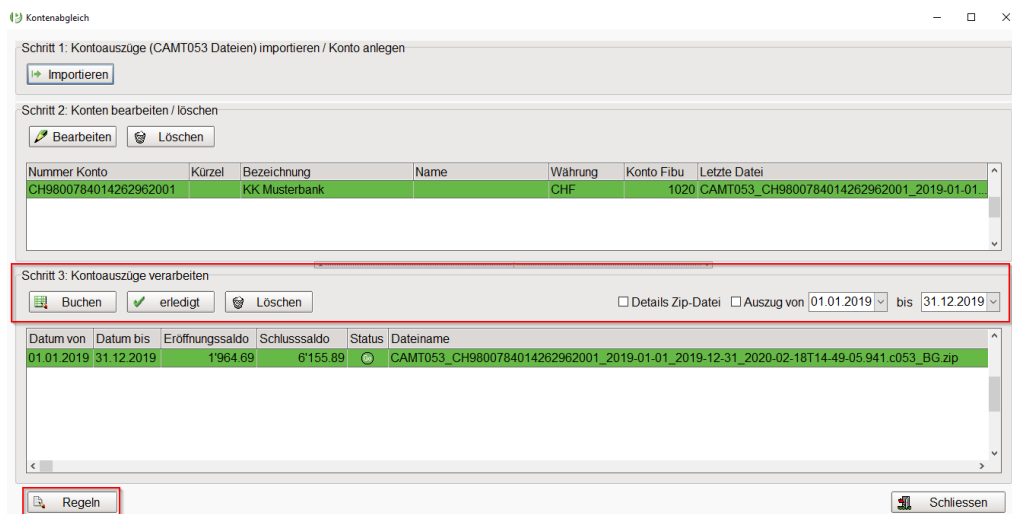 Kontenabgleich
Schritt 1: Kontoauszüge (CAMT053 Dateien) importieren / Konto anlegen
Importieren
Schritt 2: Konten bearbeiten / löschen
Bearbeiten Löschen
Nummer Konto Kürzel Bezeichnung Name Währung Konto Fibu Letzte Datei
CH9800784014262962001 KK Musterbank CHF 1020 CAMT053_CH9800784014262962001_2019-01-01...
Schritt 3: Kontoauszüge verarbeiten
Buchen erledigt Löschen Details Zip-Datei Auszug von 01.01.2019 bis 31.12.2019
Datum von Datum bis Eröffnungssaldo Schlusssaldo Status Dateiname
01.01.2019 31.12.2019 1'964.69 6'155.89 CAMT053_CH9800784014262962001_2019-01-01_2019-12-31_2020-02-18T14-49-05.941.c053_BG.zip
Regeln Schliessen